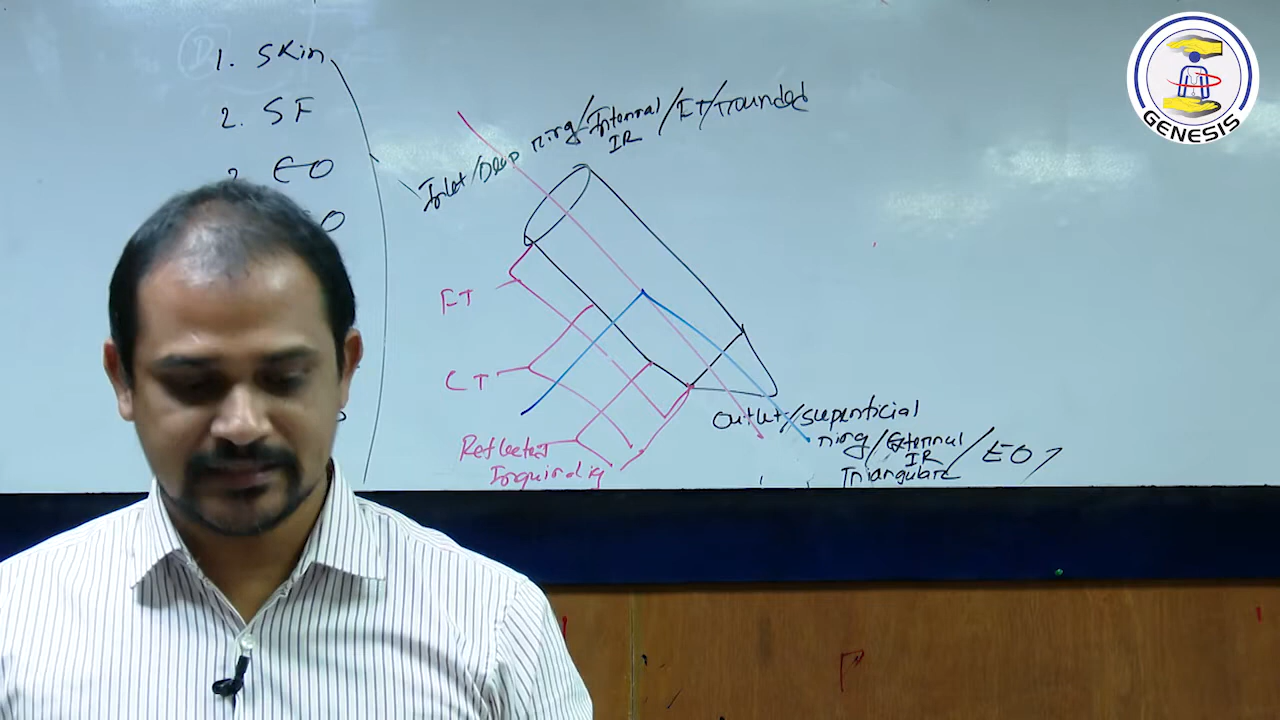 1. Skin
2. SF
EO
O
Inlet/Deep ring/Internal IR/FT/rounded
FT
CT
Reflected
Inguinal lig
Outlet/superficial
ring/External IR/EO
Triangular
GENESIS